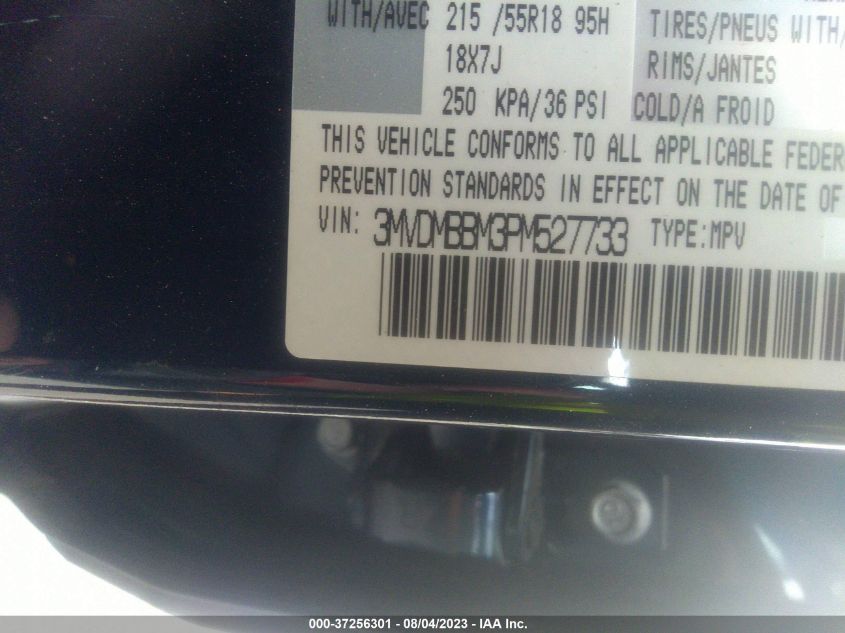 WITH/AVEC 215 /55R18 95H TIRES/PNEUS WITH/
18X7J RIMS/JANTES
250 KPA/36 PSI COLD/A FROID
THIS VEHICLE CONFORMS TO ALL APPLICABLE FEDER
PREVENTION STANDARDS IN EFFECT ON THE DATE OF
VIN: 3MVDMBBM3PM527733 TYPE:MPV
000-37256301 - 08/04/2023 - IAA Inc.